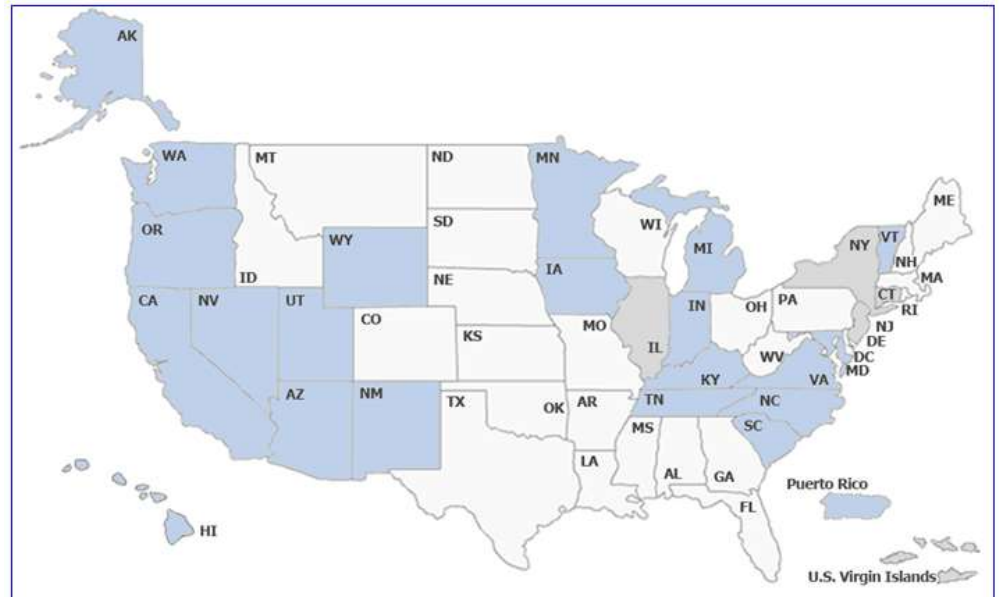 AK
WA
MT
ND
MN
ME
OR
SD
WI
MI
NY
VT
WY
NH
ID
NE
IA
MA
CA
NV
UT
IN
OH
PA
CT
RI
CO
KS
MO
IL
NJ
DE
WV
DC
MD
KY
VA
AZ
NM
TX
OK
AR
TN
NC
MS
SC
LA
AL
GA
FL
Puerto Rico
HI
U.S. Virgin Islands